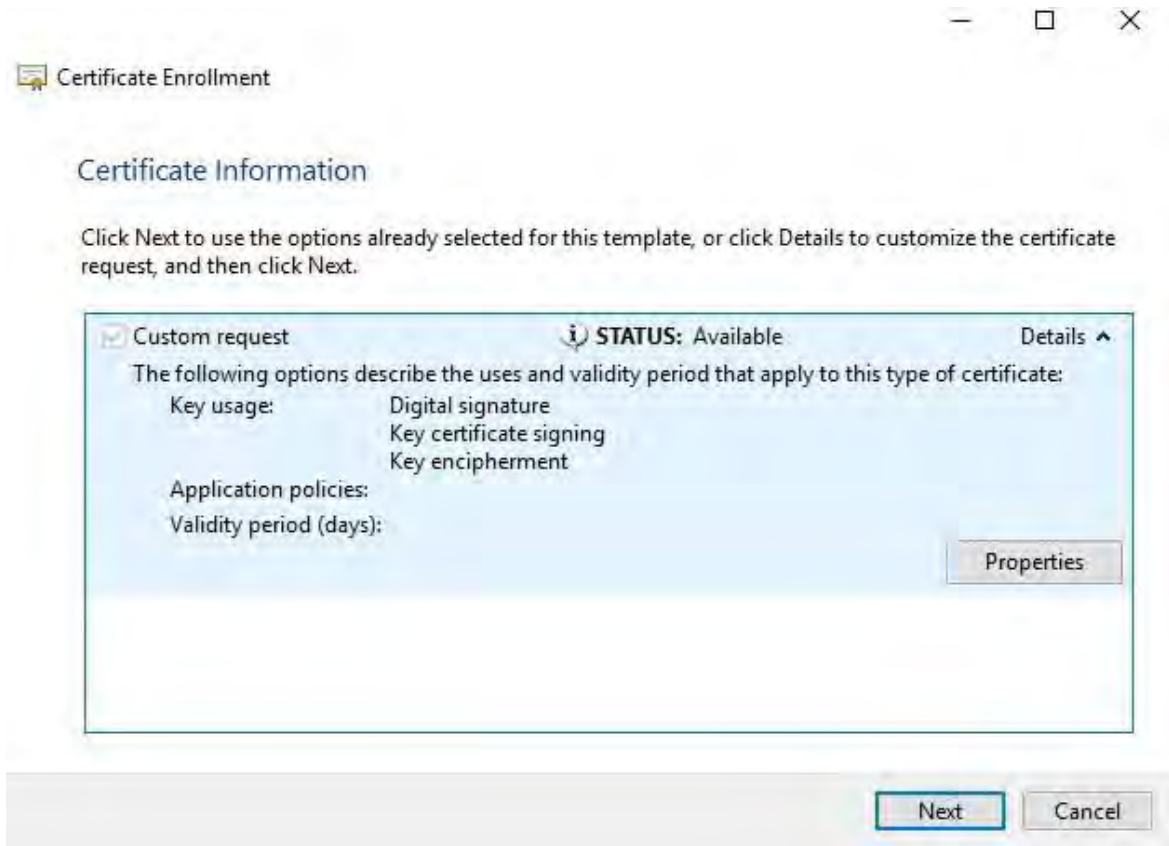 Certificate Enrollment
Certificate Information
Click Next to use the options already selected for this template, or click Details to customize the certificate
request, and then click Next.
Custom request STATUS: Available Details
The following options describe the uses and validity period that apply to this type of certificate:
Key usage: Digital signature
Key certificate signing
Key encipherment
Application policies:
Validity period (days):
Properties
Next Cancel